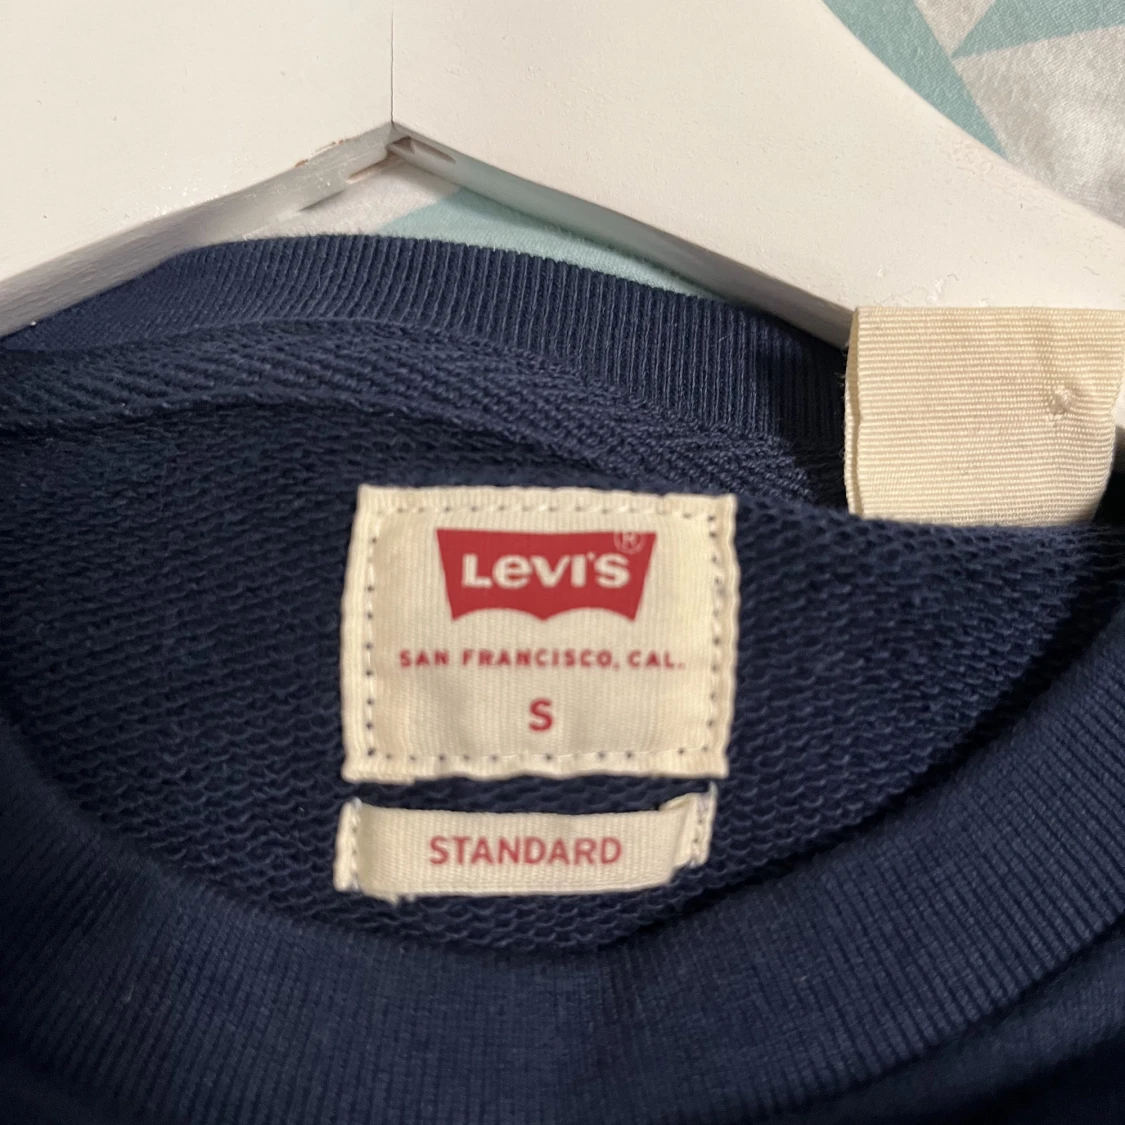 Levi's®
SAN FRANCISCO, CAL.
S
STANDARD